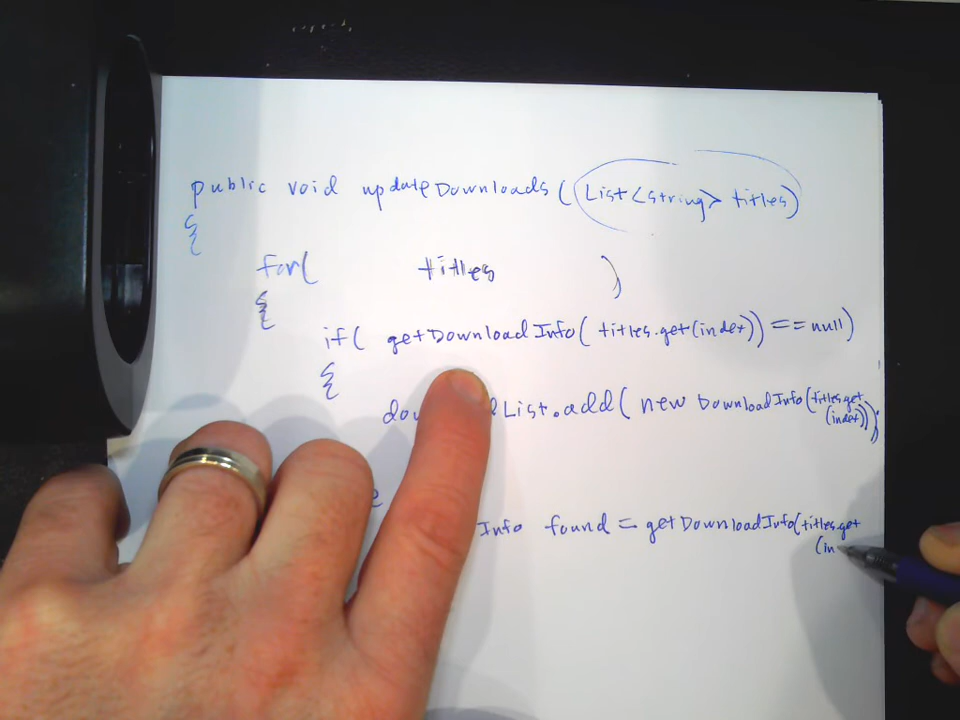 public void updateDownloads (List<string> titles)
{
for( titles )
{
if( getDownloadInfo( titles.get(index)) == null)
{
List.add( new DownloadInfo(titles.get
(index)));
Info found = getDownloadInfo(titles.get
(in